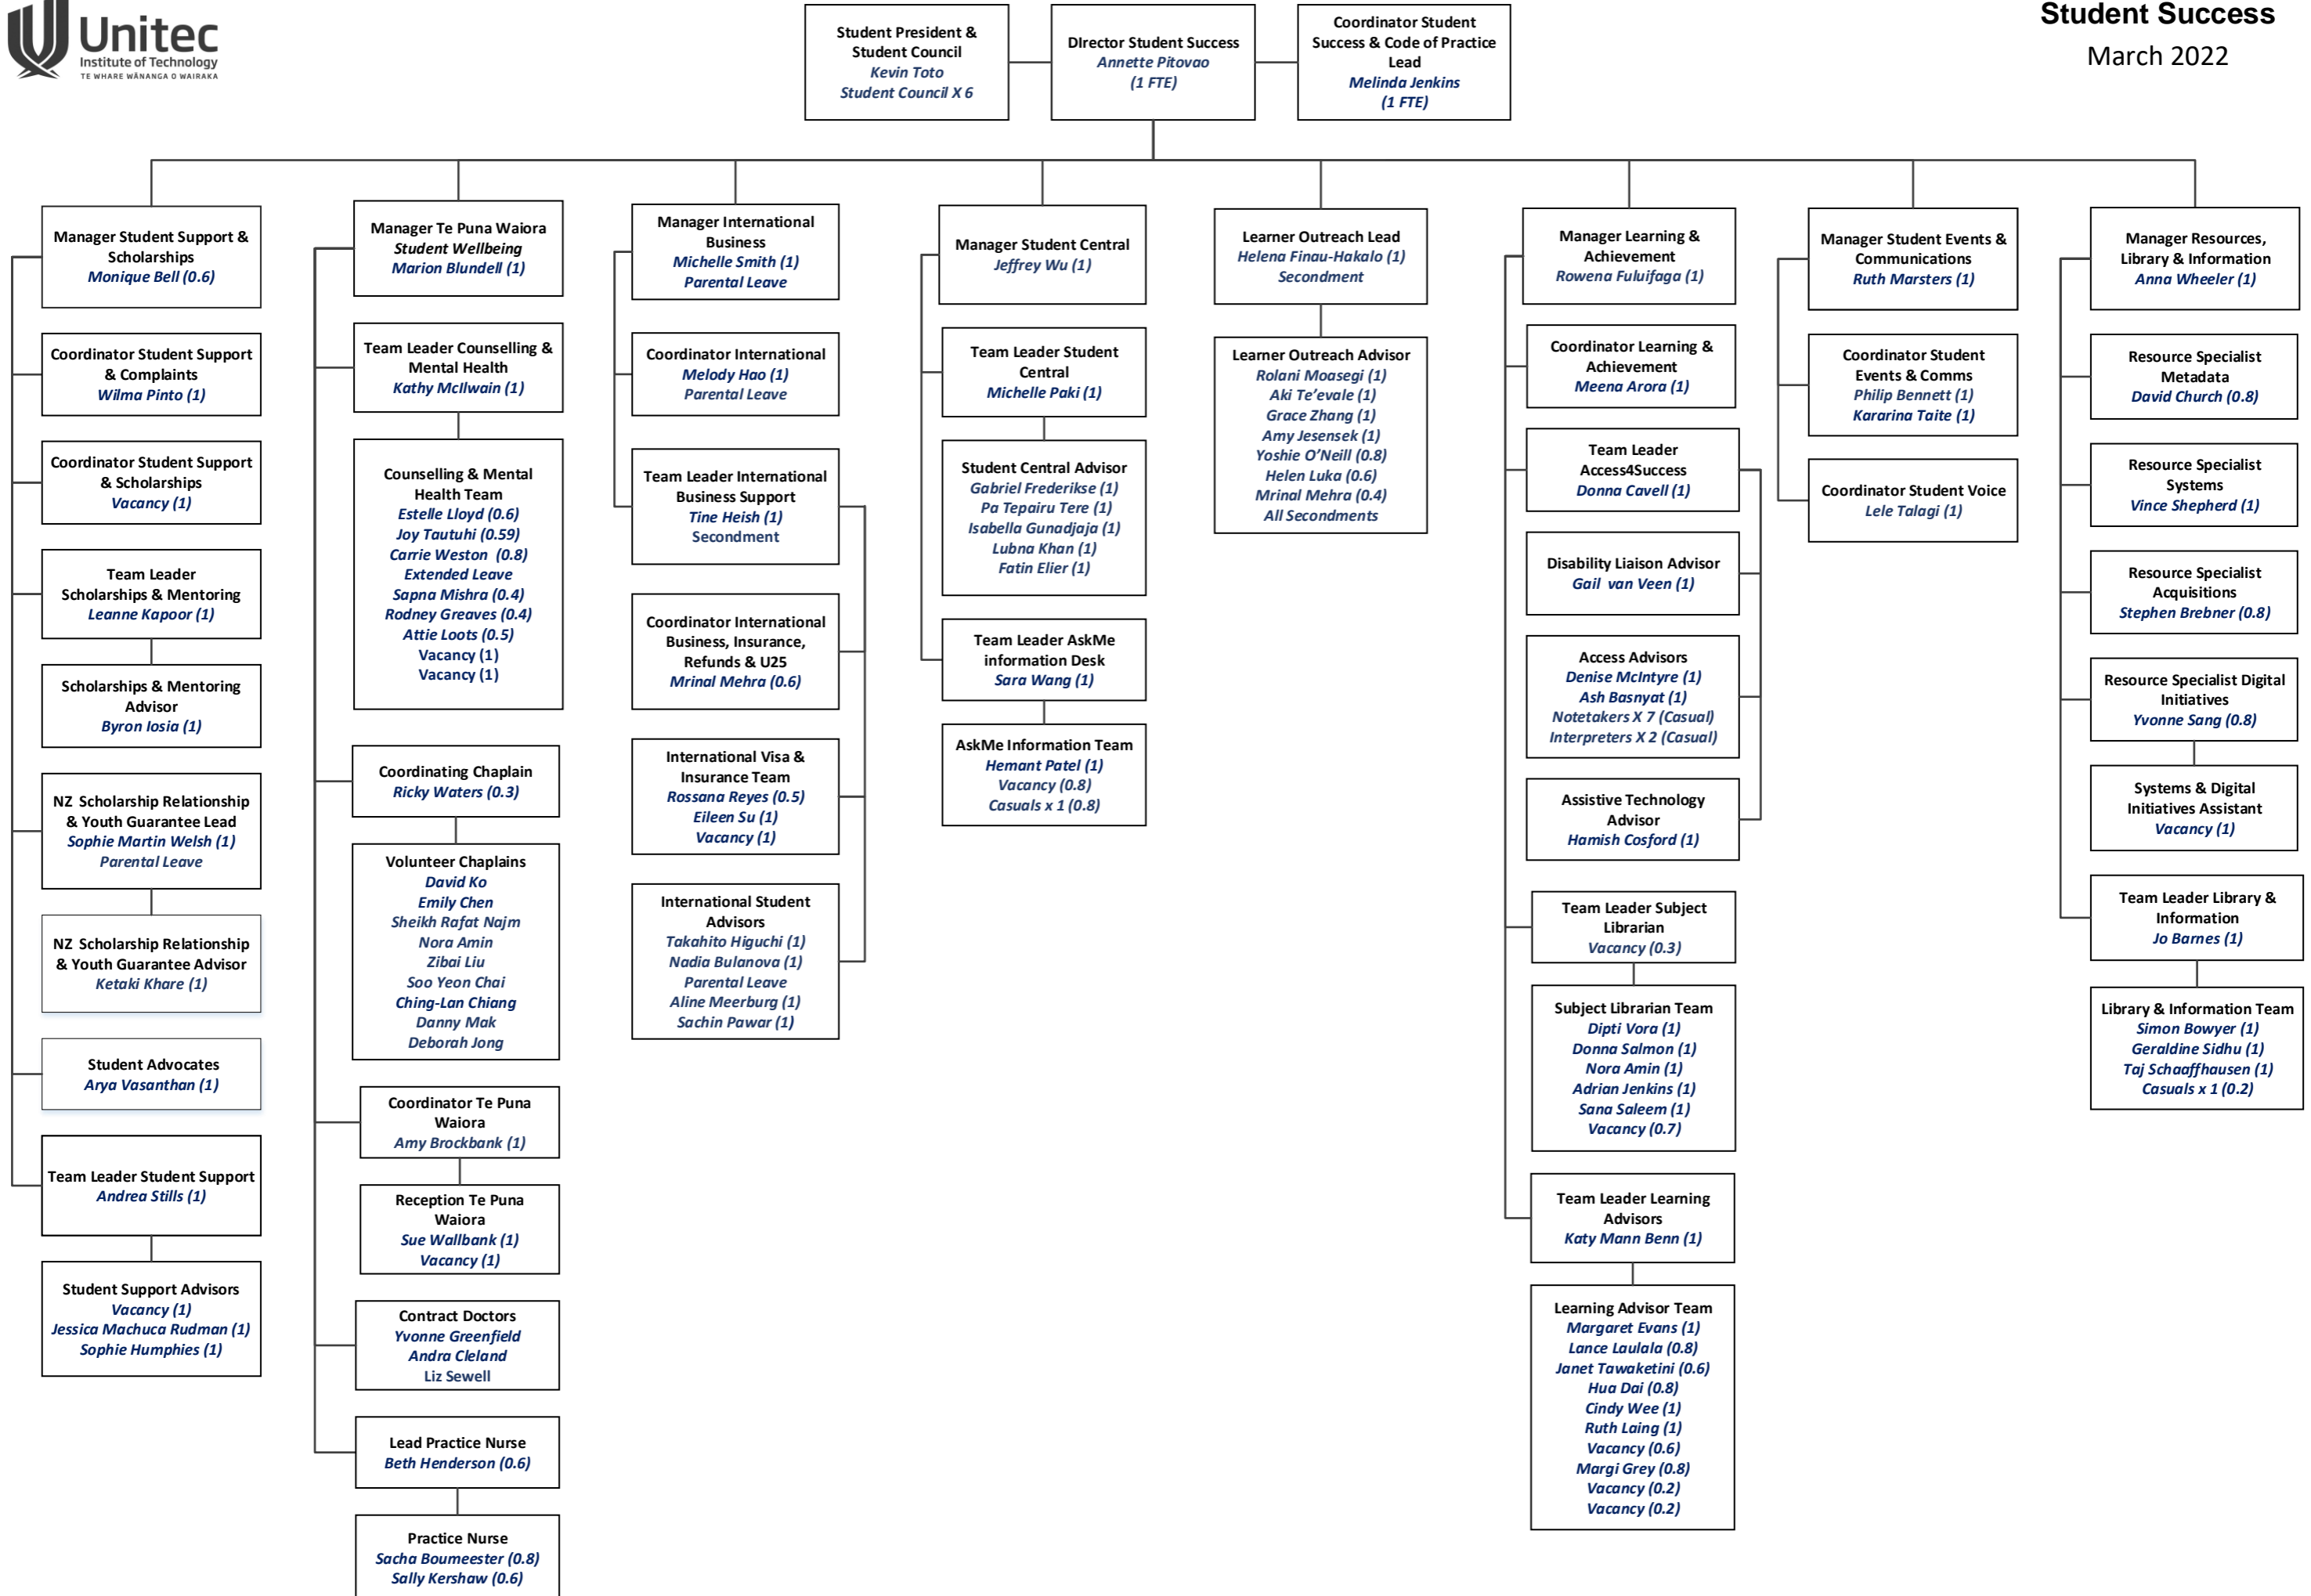 Unitec
Institute of Technology
TE WHARE WĀNANGA O WAIRAKA
Student President &
Student Council
Kevin Toto
Student Council X 6
DIrector Student Success
Annette Pitovao
(1 FTE)
Coordinator Student
Success & Code of Practice
Lead
Melinda Jenkins
(1 FTE)
Student Success
March 2022
Manager Student Support &
Scholarships
Monique Bell (0.6)
Coordinator Student Support
& Complaints
Wilma Pinto (1)
Coordinator Student Support
& Scholarships
Vacancy (1)
Team Leader
Scholarships & Mentoring
Leanne Kapoor (1)
Scholarships & Mentoring
Advisor
Byron Iosia (1)
NZ Scholarship Relationship
& Youth Guarantee Lead
Sophie Martin Welsh (1)
Parental Leave
NZ Scholarship Relationship
& Youth Guarantee Advisor
Ketaki Khare (1)
Student Advocates
Arya Vasanthan (1)
Team Leader Student Support
Andrea Stills (1)
Student Support Advisors
Vacancy (1)
Jessica Machuca Rudman (1)
Sophie Humphies (1)
Manager Te Puna Waiora
Student Wellbeing
Marion Blundell (1)
Team Leader Counselling &
Mental Health
Kathy McIlwain (1)
Counselling & Mental
Health Team
Estelle Lloyd (0.6)
Joy Tautuhi (0.59)
Carrie Weston (0.8)
Extended Leave
Sapna Mishra (0.4)
Rodney Greaves (0.4)
Attie Loots (0.5)
Vacancy (1)
Vacancy (1)
Coordinating Chaplain
Ricky Waters (0.3)
Volunteer Chaplains
David Ko
Emily Chen
Sheikh Rafat Najm
Nora Amin
Zibai Liu
Soo Yeon Chai
Ching-Lan Chiang
Danny Mak
Deborah Jong
Coordinator Te Puna
Waiora
Amy Brockbank (1)
Reception Te Puna
Waiora
Sue Wallbank (1)
Vacancy (1)
Contract Doctors
Yvonne Greenfield
Andra Cleland
Liz Sewell
Lead Practice Nurse
Beth Henderson (0.6)
Practice Nurse
Sacha Boumeester (0.8)
Sally Kershaw (0.6)
Manager International
Business
Michelle Smith (1)
Parental Leave
Coordinator International
Melody Hao (1)
Parental Leave
Team Leader International
Business Support
Tine Heish (1)
Secondment
Coordinator International
Business, Insurance,
Refunds & U25
Mrinal Mehra (0.6)
International Visa &
Insurance Team
Rossana Reyes (0.5)
Eileen Su (1)
Vacancy (1)
International Student
Advisors
Takahito Higuchi (1)
Nadia Bulanova (1)
Parental Leave
Aline Meerburg (1)
Sachin Pawar (1)
Manager Student Central
Jeffrey Wu (1)
Team Leader Student
Central
Michelle Paki (1)
Student Central Advisor
Gabriel Frederikse (1)
Pa Tepairu Tere (1)
Isabella Gunadjaja (1)
Lubna Khan (1)
Fatin Elier (1)
Team Leader AskMe
information Desk
Sara Wang (1)
AskMe Information Team
Hemant Patel (1)
Vacancy (0.8)
Casuals x 1 (0.8)
Learner Outreach Lead
Helena Finau-Hakalo (1)
Secondment
Learner Outreach Advisor
Rolani Moasegi (1)
Aki Te’evale (1)
Grace Zhang (1)
Amy Jesensek (1)
Yoshie O’Neill (0.8)
Helen Luka (0.6)
Mrinal Mehra (0.4)
All Secondments
Manager Learning &
Achievement
Rowena Fuluifaga (1)
Coordinator Learning &
Achievement
Meena Arora (1)
Team Leader
Access4Success
Donna Cavell (1)
Disability Liaison Advisor
Gail van Veen (1)
Access Advisors
Denise McIntyre (1)
Ash Basnyat (1)
Notetakers X 7 (Casual)
Interpreters X 2 (Casual)
Assistive Technology
Advisor
Hamish Cosford (1)
Team Leader Subject
Librarian
Vacancy (0.3)
Subject Librarian Team
Dipti Vora (1)
Donna Salmon (1)
Nora Amin (1)
Adrian Jenkins (1)
Sana Saleem (1)
Vacancy (0.7)
Team Leader Learning
Advisors
Katy Mann Benn (1)
Learning Advisor Team
Margaret Evans (1)
Lance Laulala (0.8)
Janet Tawaketini (0.6)
Hua Dai (0.8)
Cindy Wee (1)
Ruth Laing (1)
Vacancy (0.6)
Margi Grey (0.8)
Vacancy (0.2)
Vacancy (0.2)
Manager Student Events &
Communications
Ruth Marsters (1)
Coordinator Student
Events & Comms
Philip Bennett (1)
Kararina Taite (1)
Coordinator Student Voice
Lele Talagi (1)
Manager Resources,
Library & Information
Anna Wheeler (1)
Resource Specialist
Metadata
David Church (0.8)
Resource Specialist
Systems
Vince Shepherd (1)
Resource Specialist
Acquisitions
Stephen Brebner (0.8)
Resource Specialist Digital
Initiatives
Yvonne Sang (0.8)
Systems & Digital
Initiatives Assistant
Vacancy (1)
Team Leader Library &
Information
Jo Barnes (1)
Library & Information Team
Simon Bowyer (1)
Geraldine Sidhu (1)
Taj Schaaffhausen (1)
Casuals x 1 (0.2)